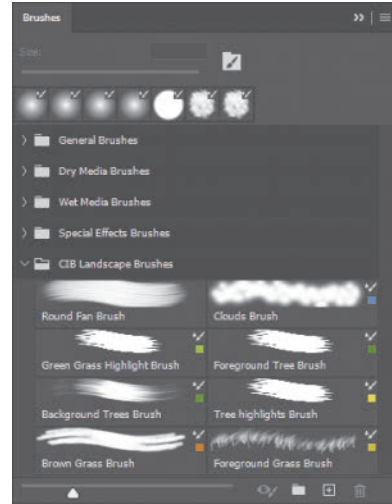 Brushes
Size:
General Brushes
Dry Media Brushes
Wet Media Brushes
Special Effects Brushes
CIB Landscape Brushes
Round Fan Brush
Clouds Brush
Green Grass Highlight Brush
Foreground Tree Brush
Background Trees Brush
Tree highlights Brush
Brown Grass Brush
Foreground Grass Brush